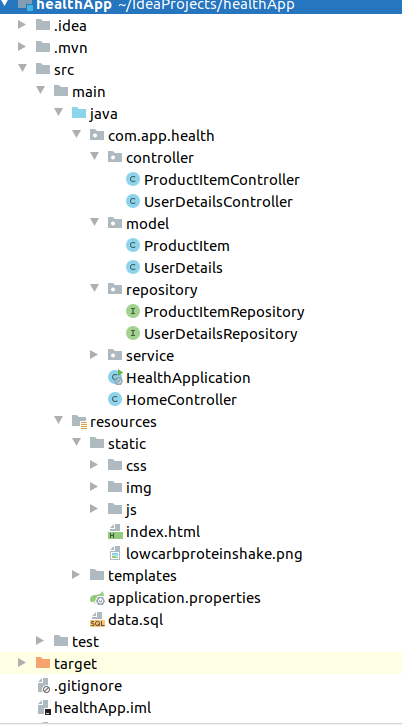 healthApp ~/IdeaProjects/healthApp
.idea
.mvn
src
main
java
com.app.health
controller
C ProductItemController
C UserDetailsController
model
C ProductItem
C UserDetails
repository
I ProductItemRepository
I UserDetailsRepository
service
C HealthApplication
C HomeController
resources
static
css
img
js
H index.html
lowcarbproteinshake.png
templates
application.properties
SQL data.sql
test
target
.gitignore
healthApp.iml